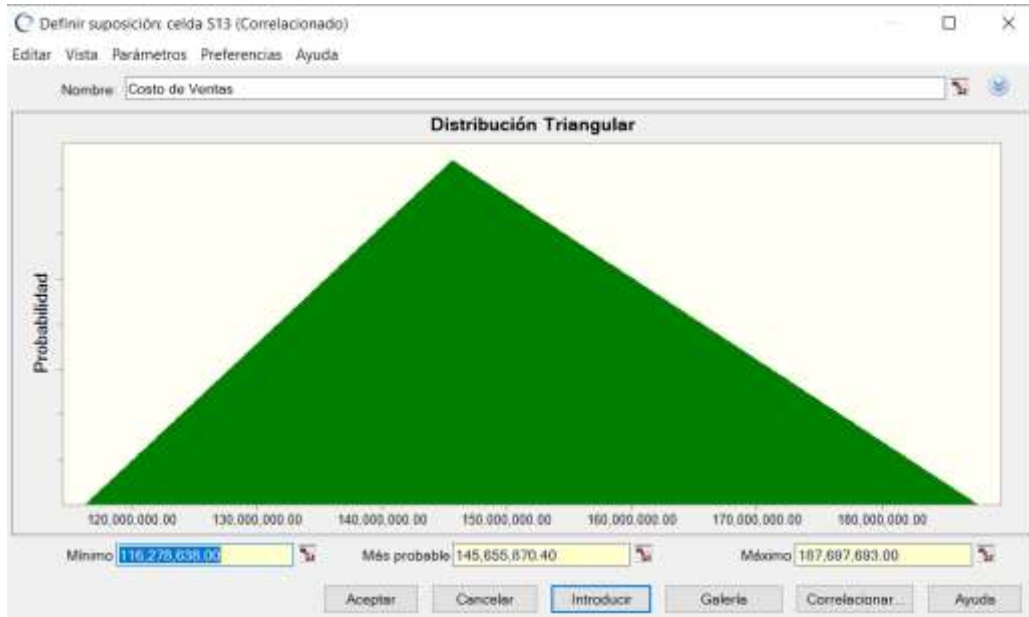 Definir suposición: celda S13 (Correlacionado)
Editar Vista Parámetros Preferencias Ayuda
Nombre: Costo de Ventas
Distribución Triangular
Probabilidad
120,000,000.00 130,000,000.00 140,000,000.00 150,000,000.00 160,000,000.00 170,000,000.00 180,000,000.00
Mínimo 116,278,638.00 Más probable 145,655,870.40 Máximo 187,697,693.00
Aceptar Cancelar Introducir Galería Correlacionar... Ayuda